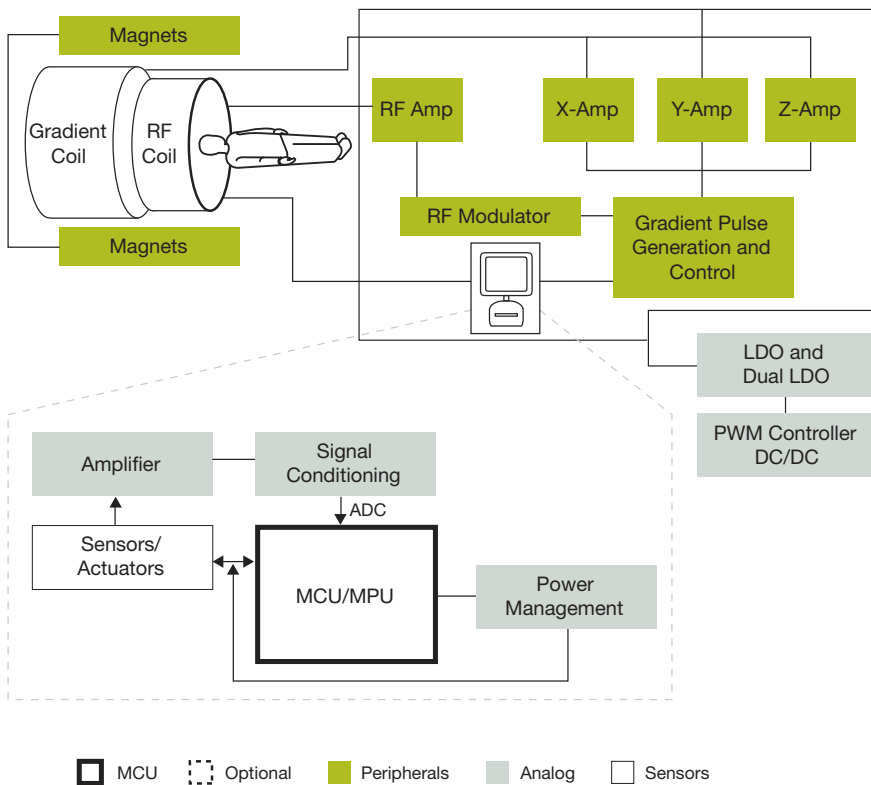 Magnets
Gradient
Coil
RF
Coil
Magnets
RF Amp
X-Amp
Y-Amp
Z-Amp
RF Modulator
Gradient Pulse
Generation and
Control
LDO and
Dual LDO
PWM Controller
DC/DC
Amplifier
Signal
Conditioning
ADC
Sensors/
Actuators
MCU/MPU
Power
Management
MCU
Optional
Peripherals
Analog
Sensors